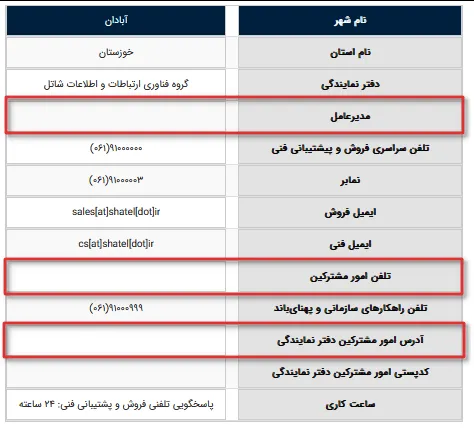 نام شهر	آبادان
نام استان	خوزستان
دفتر نمایندگی	گروه فناوری ارتباطات و اطلاعات شاتل
مدیرعامل
تلفن سراسری فروش و پیشتیبانی فنی	(۰۶۱)۹۱۰۰۰۰۰۰
نمابر	(۰۶۱)۹۱۰۰۰۰۰۳
ایمیل فروش	sales[at]shatel[dot]ir
ایمیل فنی	cs[at]shatel[dot]ir
تلفن امور مشترکین
تلفن راهکارهای سازمانی و پهنای‌باند	(۰۶۱)۹۱۰۰۰۹۹۹
آدرس امور مشترکین دفتر نمایندگی
کدپستی امور مشترکین دفتر نمایندگی
ساعت کاری	پاسخگویی تلفنی فروش و پشتیبانی فنی: ۲۴ ساعته